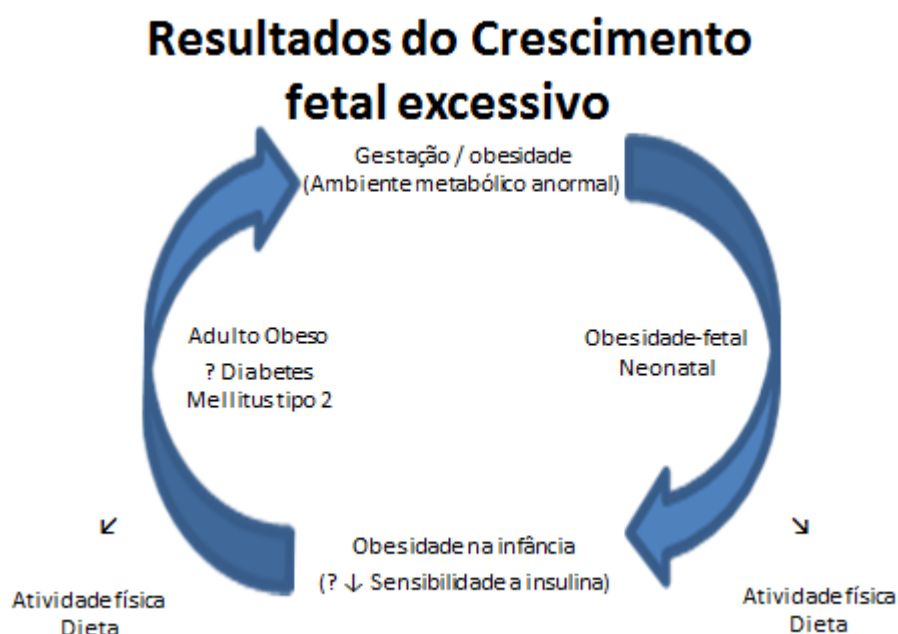 Resultados do Crescimento
fetal excessivo
Gestação / obesidade
(Ambiente metabólico anormal)
Obesidade-fetal
Neonatal
Adulto Obeso
? Diabetes
Mellitus tipo 2
Obesidade na infância
(? ↓ Sensibilidade a insulina)
Atividade física
Dieta
Atividade física
Dieta